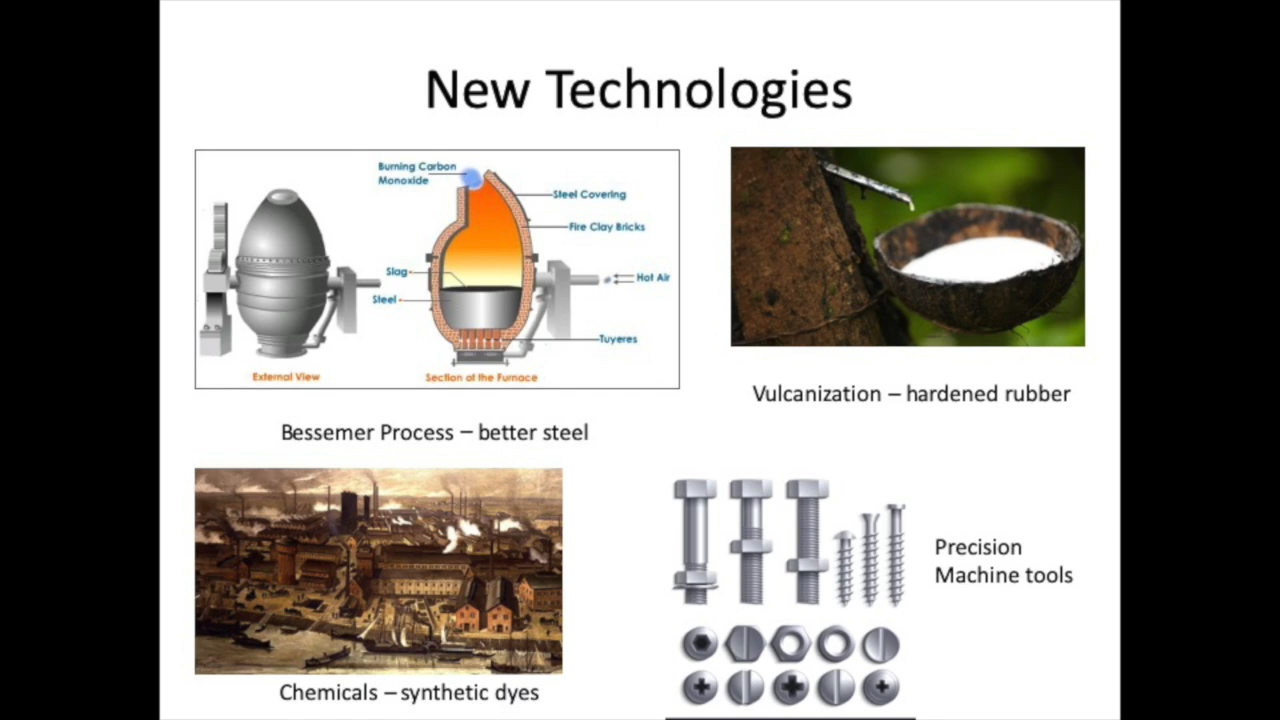 New Technologies
Burning Carbon
Monoxide
Steel Covering
Fire Clay Bricks
Slag
Hot Air
Steel
Tuyeres
External View
Section of the Furnace
Bessemer Process – better steel
Vulcanization – hardened rubber
Chemicals – synthetic dyes
Precision
Machine tools